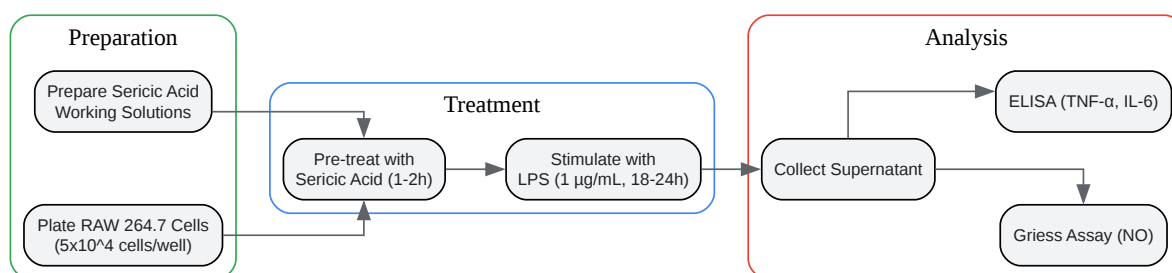 Preparation
Prepare Sericic Acid
Working Solutions
Plate RAW 264.7 Cells
(5x10^4 cells/well)
Treatment
Pre-treat with
Sericic Acid (1-2h)
Stimulate with
LPS (1 µg/mL, 18-24h)
Analysis
Collect Supernatant
ELISA (TNF-α, IL-6)
Griess Assay (NO)